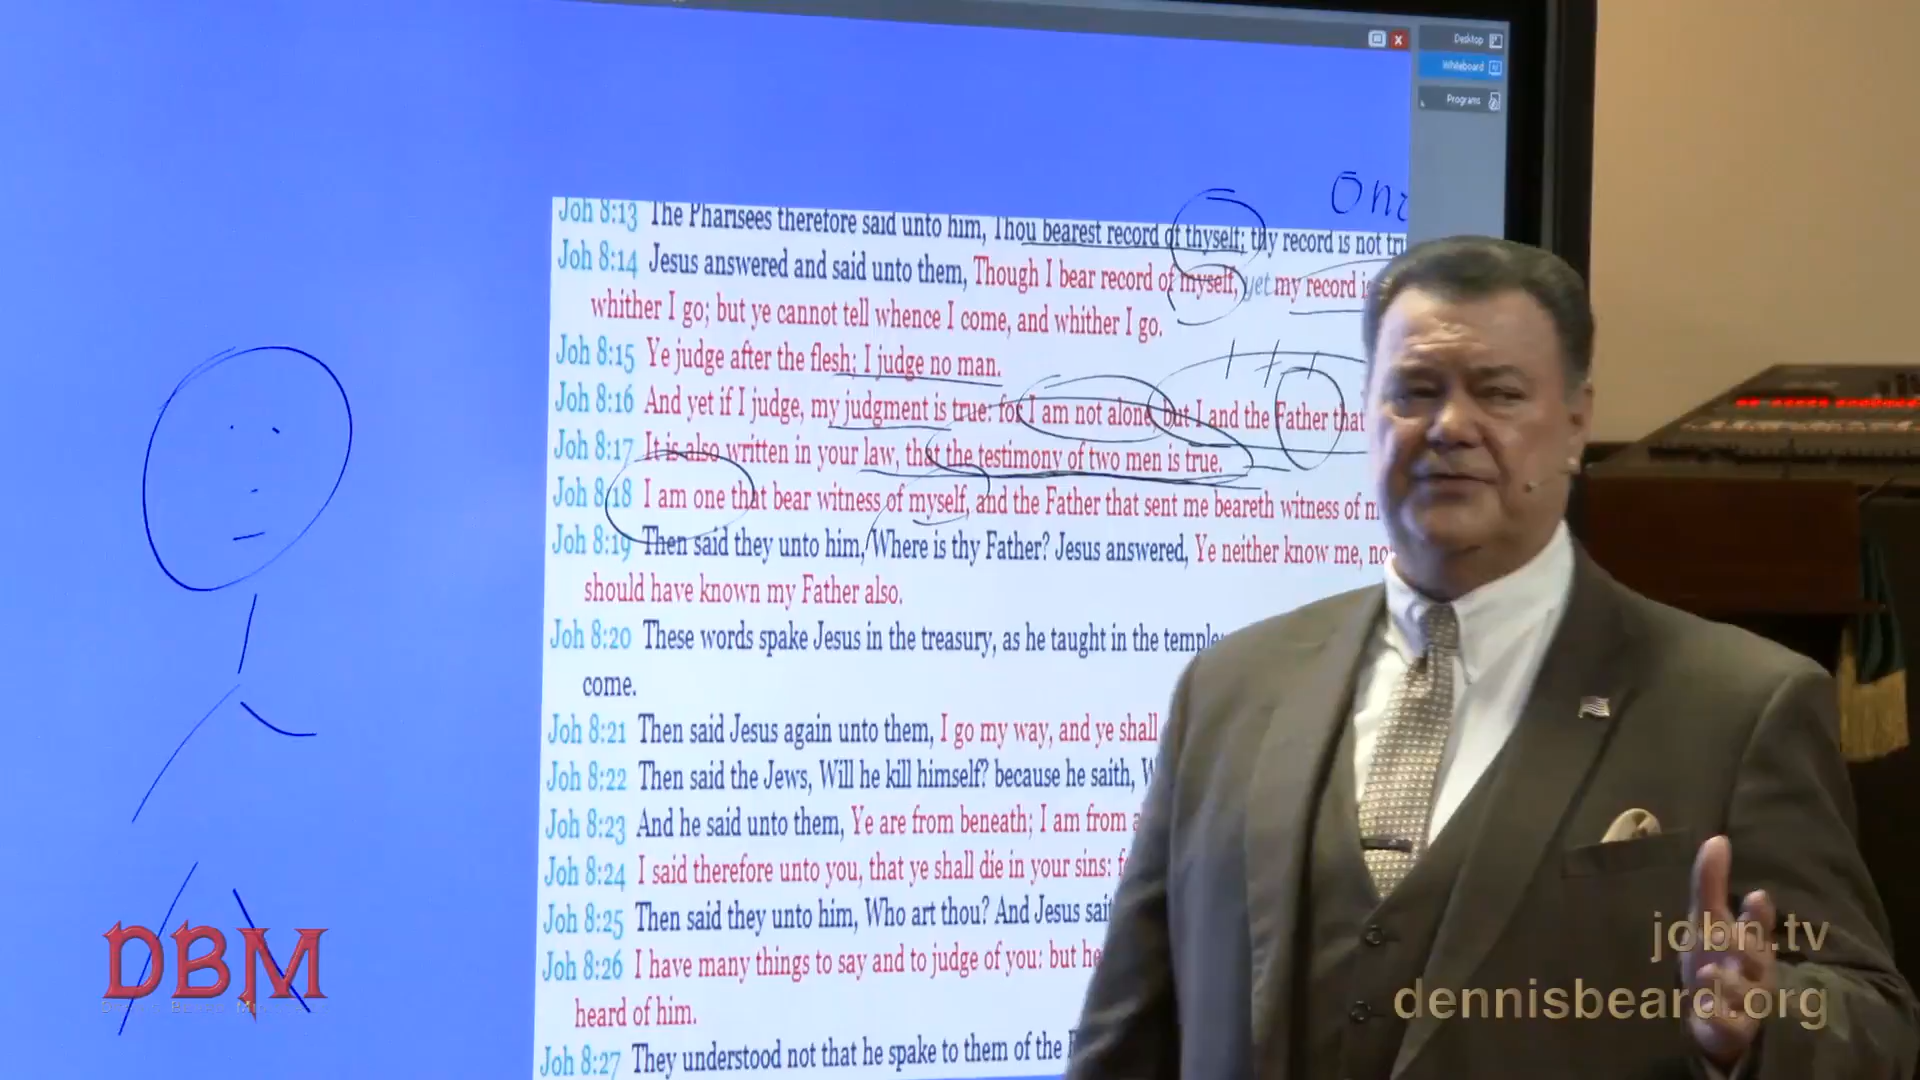 Desktop
Whiteboard
Programs
Joh 8:13 The Pharisees therefore said unto him, Thou bearest record of thyself; thy record is not
Joh 8:14 Jesus answered and said unto them, Though I bear record of myself, yet my record
whither I go; but ye cannot tell whence I come, and whither I go.
Joh 8:15 Ye judge after the flesh; I judge no man.
Joh 8:16 And yet if I judge, my judgment is true: for I am not alone, but I and the Father that
Joh 8:17 It is also written in your law, that the testimony of two men is true.
Joh 8:18 I am one that bear witness of myself, and the Father that sent me beareth witness of
Joh 8:19 Then said they unto him, Where is thy Father? Jesus answered, Ye neither know me,
should have known my Father also.
Joh 8:20 These words spake Jesus in the treasury, as he taught in the
come.
Joh 8:21 Then said Jesus again unto them, I go my way, and ye shall
Joh 8:22 Then said the Jews, Will he kill himself? because he saith,
Joh 8:23 And he said unto them, Ye are from beneath; I am from
Joh 8:24 I said therefore unto you, that ye shall die in your sins:
Joh 8:25 Then said they unto him, Who art thou? And Jesus
Joh 8:26 I have many things to say and to judge of you: but
heard of him.
Joh 8:27 They understood not that he spake to them of the
DBM
jobn.tv
dennisbeard.org